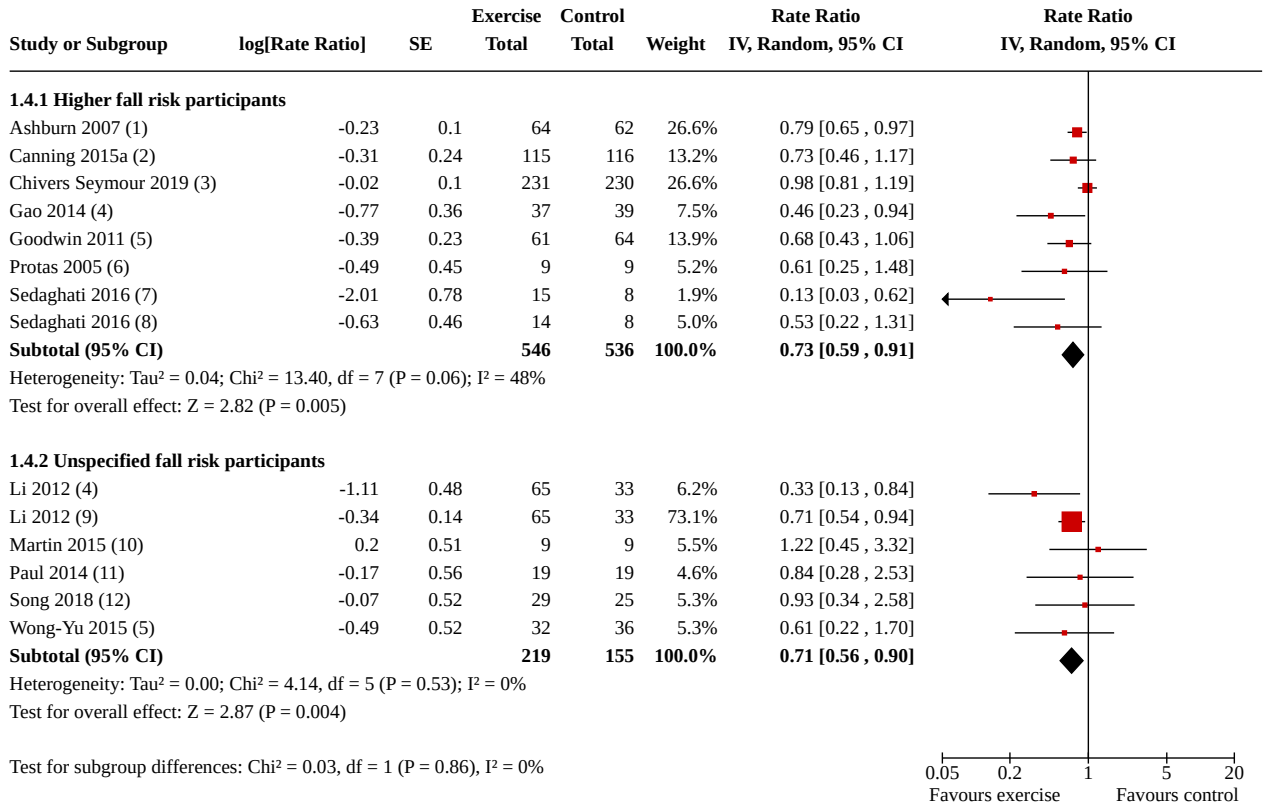 Exercise Control Rate Ratio Rate Ratio
Study or Subgroup log[Rate Ratio] SE Total Total Weight IV, Random, 95% CI IV, Random, 95% CI
1.4.1 Higher fall risk participants
Ashburn 2007 (1) -0.23 0.1 64 62 26.6% 0.79 [0.65 , 0.97]
Canning 2015a (2) -0.31 0.24 115 116 13.2% 0.73 [0.46 , 1.17]
Chivers Seymour 2019 (3) -0.02 0.1 231 230 26.6% 0.98 [0.81 , 1.19]
Gao 2014 (4) -0.77 0.36 37 39 7.5% 0.46 [0.23 , 0.94]
Goodwin 2011 (5) -0.39 0.23 61 64 13.9% 0.68 [0.43 , 1.06]
Protas 2005 (6) -0.49 0.45 9 9 5.2% 0.61 [0.25 , 1.48]
Sedaghati 2016 (7) -2.01 0.78 15 8 1.9% 0.13 [0.03 , 0.62]
Sedaghati 2016 (8) -0.63 0.46 14 8 5.0% 0.53 [0.22 , 1.31]
Subtotal (95% CI) 546 536 100.0% 0.73 [0.59 , 0.91]
Heterogeneity: Tau² = 0.04; Chi² = 13.40, df = 7 (P = 0.06); I² = 48%
Test for overall effect: Z = 2.82 (P = 0.005)
1.4.2 Unspecified fall risk participants
Li 2012 (4) -1.11 0.48 65 33 6.2% 0.33 [0.13 , 0.84]
Li 2012 (9) -0.34 0.14 65 33 73.1% 0.71 [0.54 , 0.94]
Martin 2015 (10) 0.2 0.51 9 9 5.5% 1.22 [0.45 , 3.32]
Paul 2014 (11) -0.17 0.56 19 19 4.6% 0.84 [0.28 , 2.53]
Song 2018 (12) -0.07 0.52 29 25 5.3% 0.93 [0.34 , 2.58]
Wong-Yu 2015 (5) -0.49 0.52 32 36 5.3% 0.61 [0.22 , 1.70]
Subtotal (95% CI) 219 155 100.0% 0.71 [0.56 , 0.90]
Heterogeneity: Tau² = 0.00; Chi² = 4.14, df = 5 (P = 0.53); I² = 0%
Test for overall effect: Z = 2.87 (P = 0.004)
Test for subgroup differences: Chi² = 0.03, df = 1 (P = 0.86), I² = 0%
0.05 0.2 1 5 20
Favours exercise Favours control